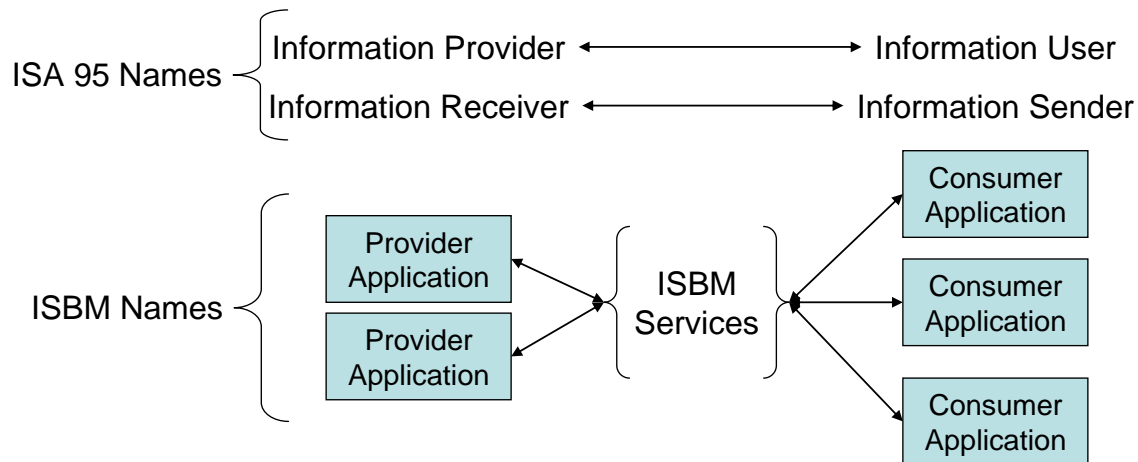 ISA 95 Names
Information Provider
Information User
Information Receiver
Information Sender
ISBM Names
Provider
Application
Provider
Application
ISBM
Services
Consumer
Application
Consumer
Application
Consumer
Application